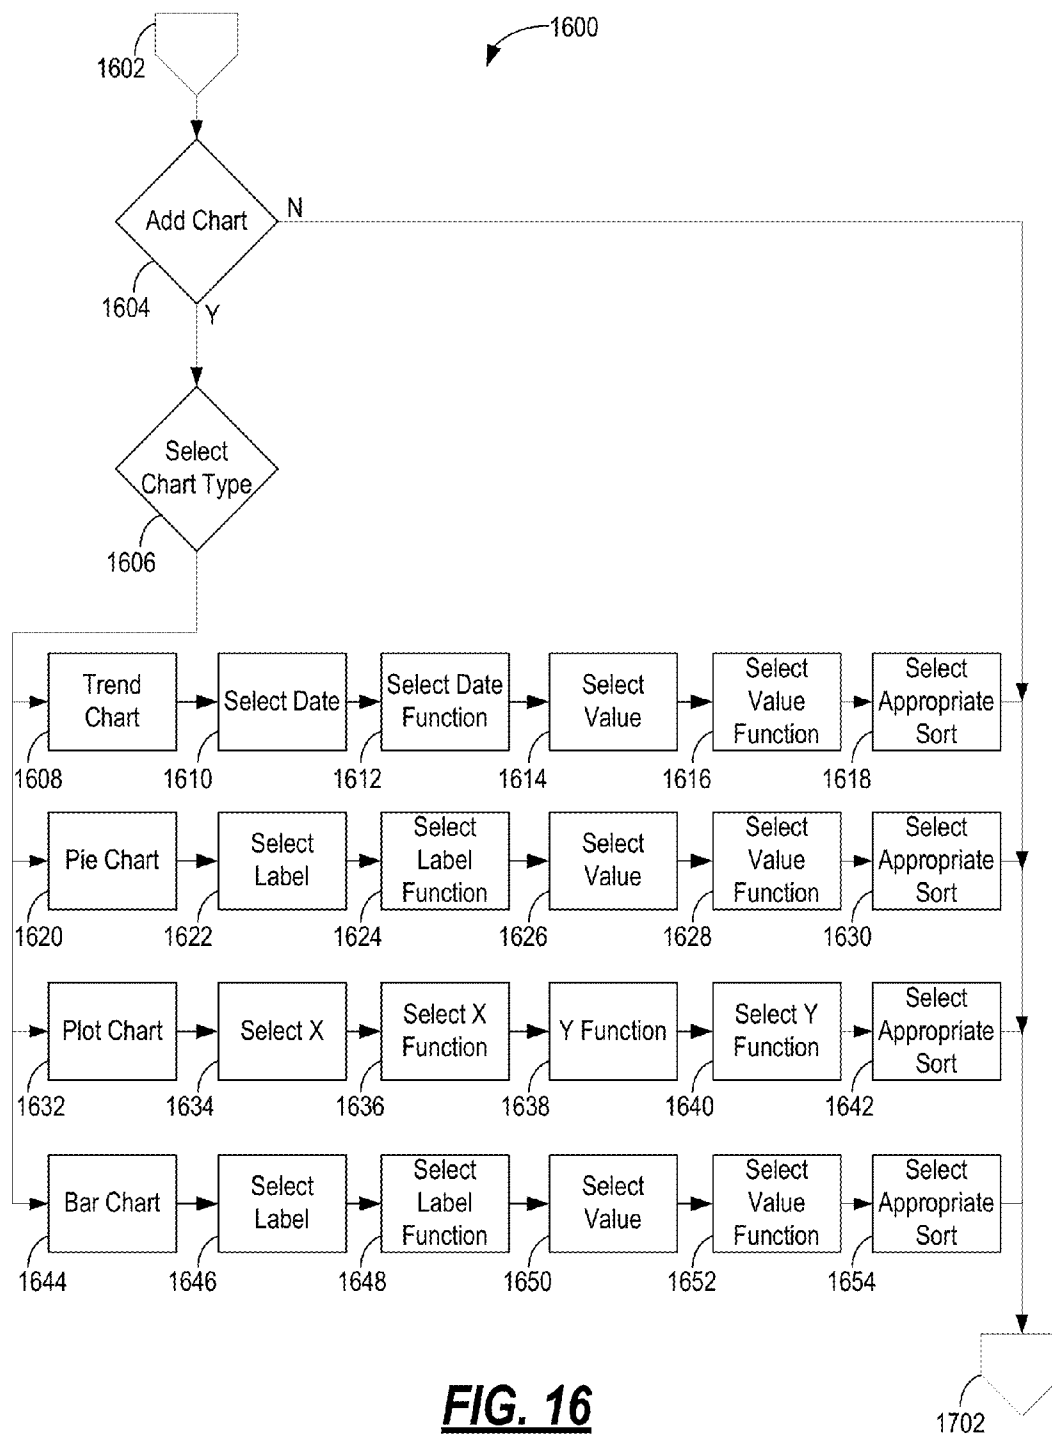 1600
1602
Add Chart
N
1604
Y
Select
Chart Type
1606
Trend
Chart
1608
Select Date
1610
Select Date
Function
1612
Select
Value
1614
Select
Value
Function
1616
Select
Appropriate
Sort
1618
Pie Chart
1620
Select
Label
1622
Select
Label
Function
1624
Select
Value
1626
Select
Value
Function
1628
Select
Appropriate
Sort
1630
Plot Chart
1632
Select X
1634
Select X
Function
1636
Y Function
1638
Select Y
Function
1640
Select
Appropriate
Sort
1642
Bar Chart
1644
Select
Label
1646
Select
Label
Function
1648
Select
Value
1650
Select
Value
Function
1652
Select
Appropriate
Sort
1654
1702
FIG. 16